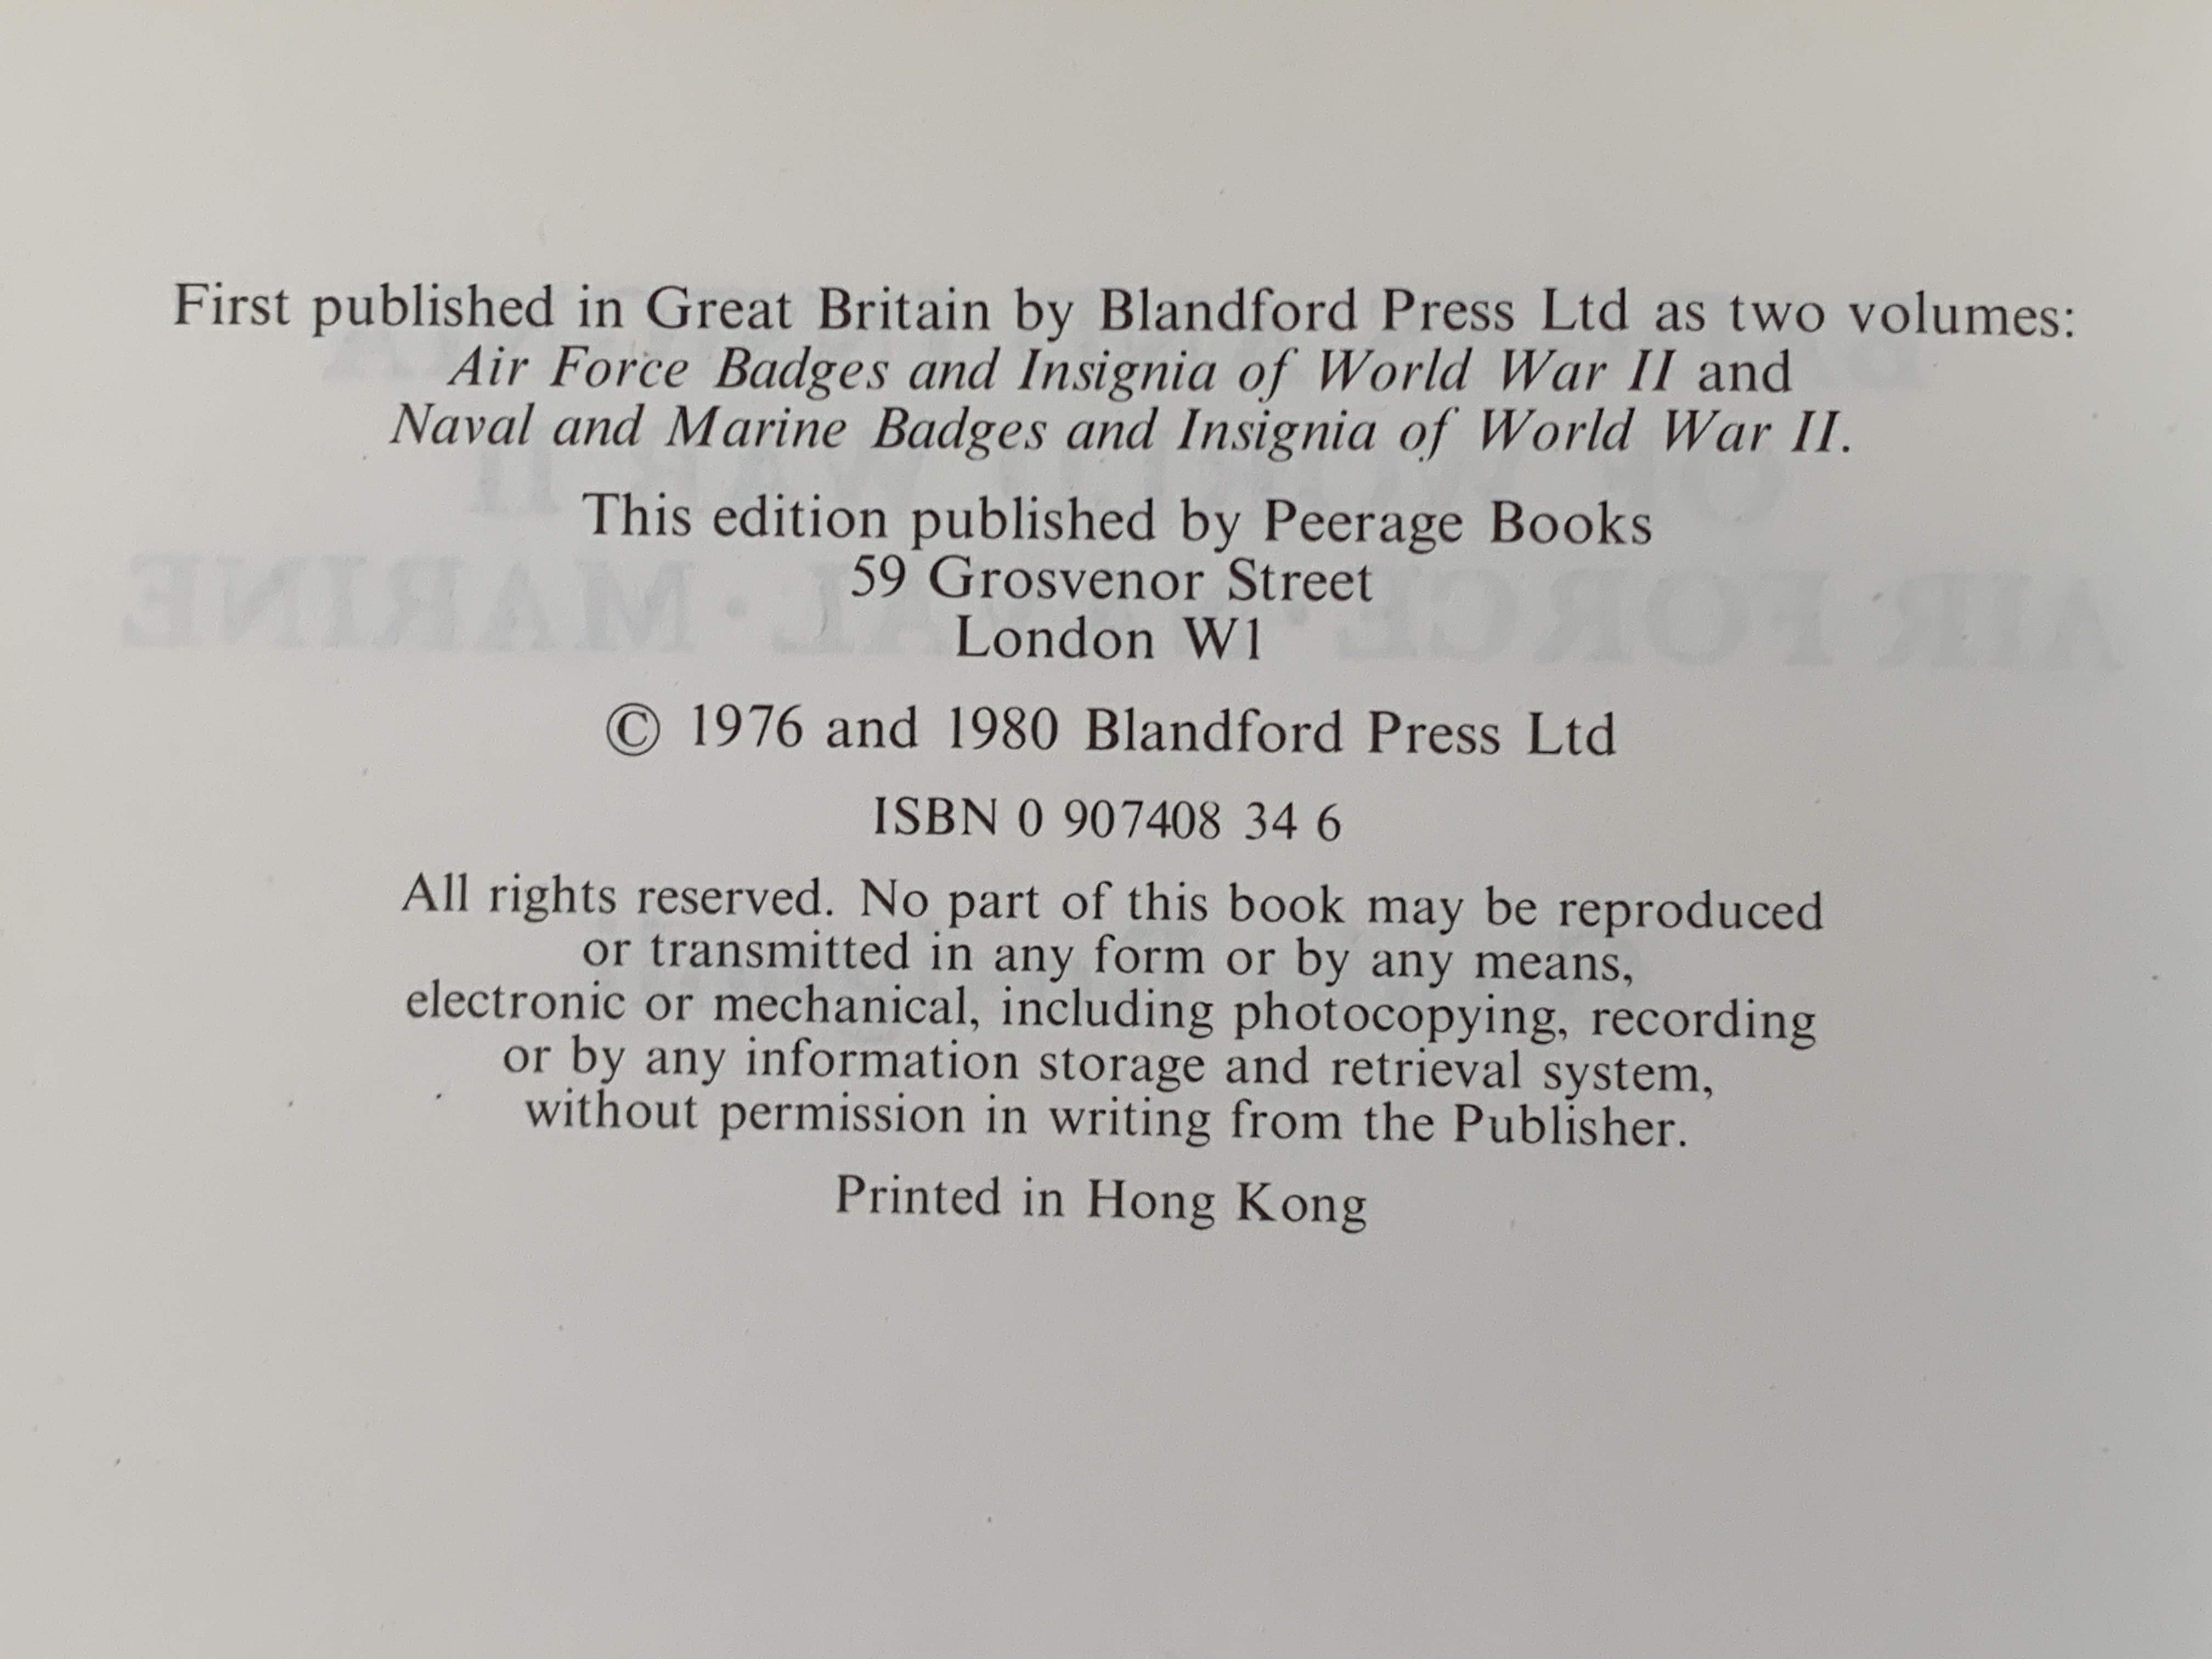 First published in Great Britain by Blandford Press Ltd as two volumes:
Air Force Badges and Insignia of World War II and
Naval and Marine Badges and Insignia of World War II.
This edition published by Peerage Books
59 Grosvenor Street
London W1
© 1976 and 1980 Blandford Press Ltd
ISBN 0 907408 34 6
All rights reserved. No part of this book may be reproduced
or transmitted in any form or by any means,
electronic or mechanical, including photocopying, recording
or by any information storage and retrieval system,
without permission in writing from the Publisher.
Printed in Hong Kong